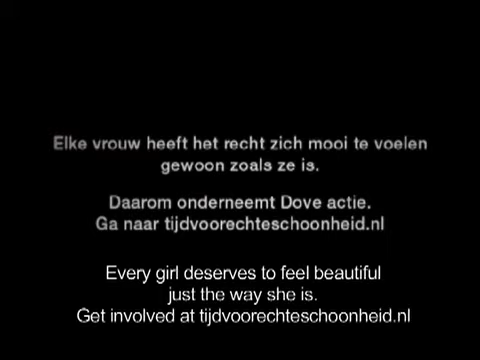 Elke vrouw heeft het recht zich mooi te voelen
gewoon zoals ze is.
Daarom onderneemt Dove actie.
Ga naar tijdvoorechteschoonheid.nl
Every girl deserves to feel beautiful
just the way she is.
Get involved at tijdvoorechteschoonheid.nl